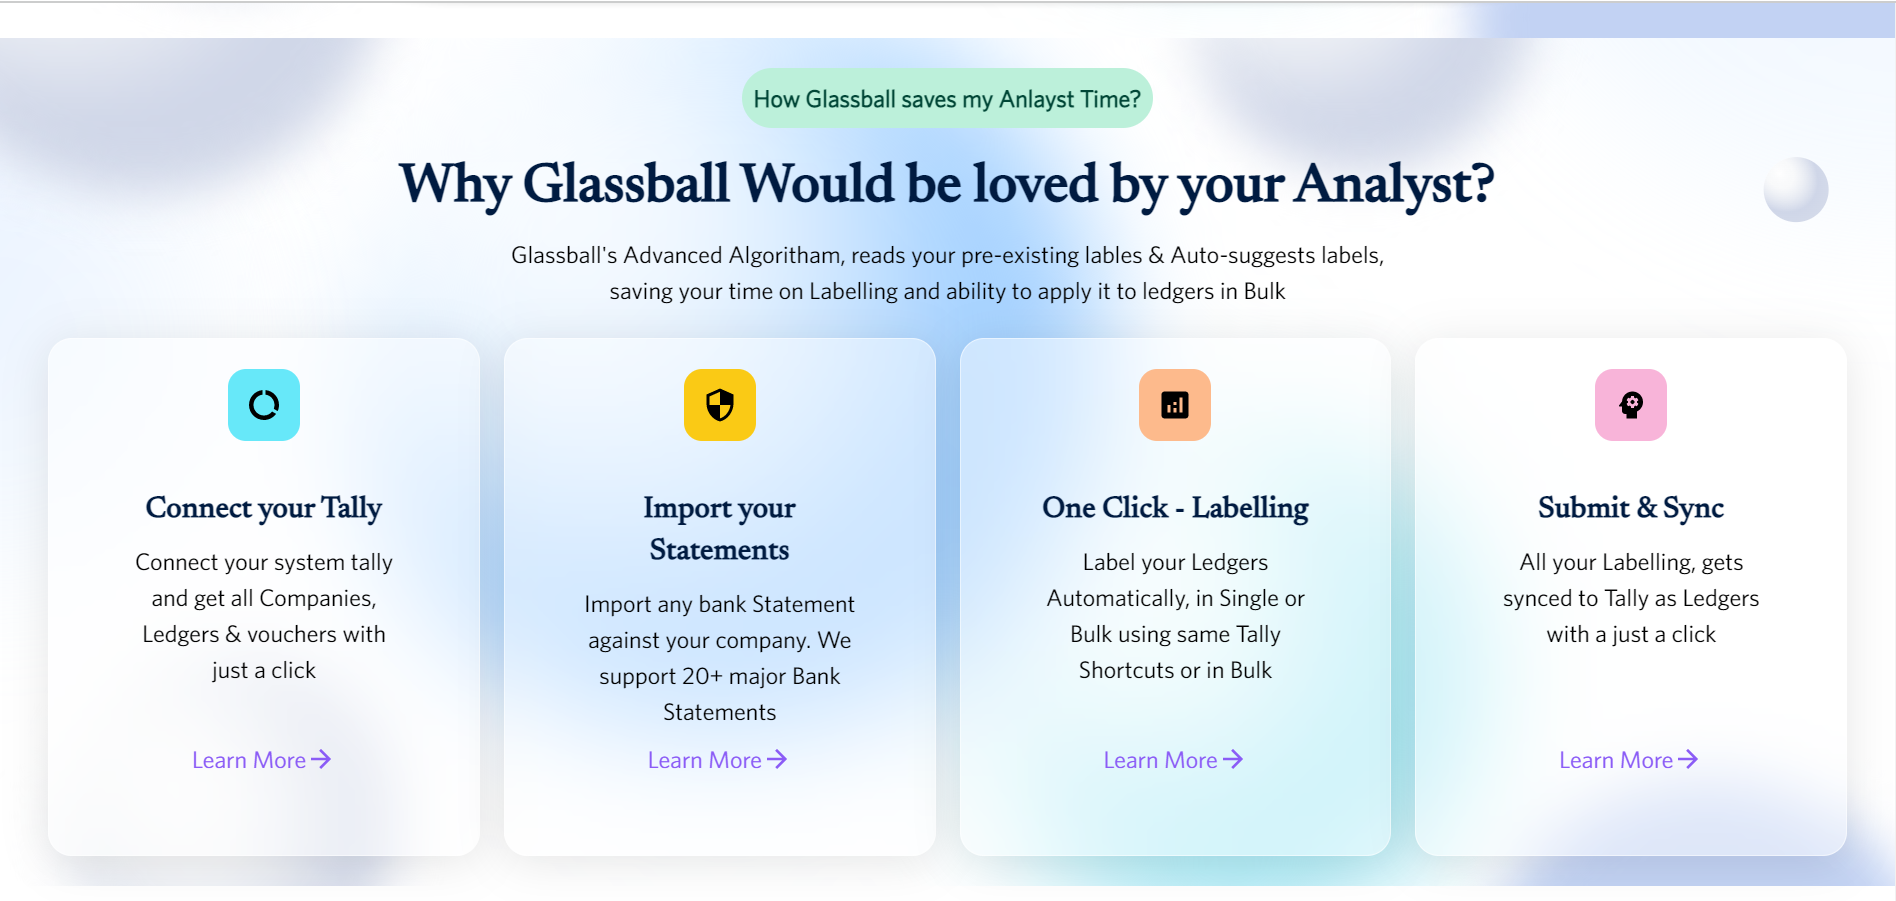 How Glassball saves my Anlayst Time?
Why Glassball Would be loved by your Analyst?
Glassball's Advanced Algoritham, reads your pre-existing lables & Auto-suggests labels,
saving your time on Labelling and ability to apply it to ledgers in Bulk
Connect your Tally
Connect your system tally
and get all Companies,
Ledgers & vouchers with
just a click
Learn More
Import your
Statements
Import any bank Statement
against your company. We
support 20+ major Bank
Statements
Learn More
One Click - Labelling
Label your Ledgers
Automatically, in Single or
Bulk using same Tally
Shortcuts or in Bulk
Learn More
Submit & Sync
All your Labelling, gets
synced to Tally as Ledgers
with a just a click
Learn More